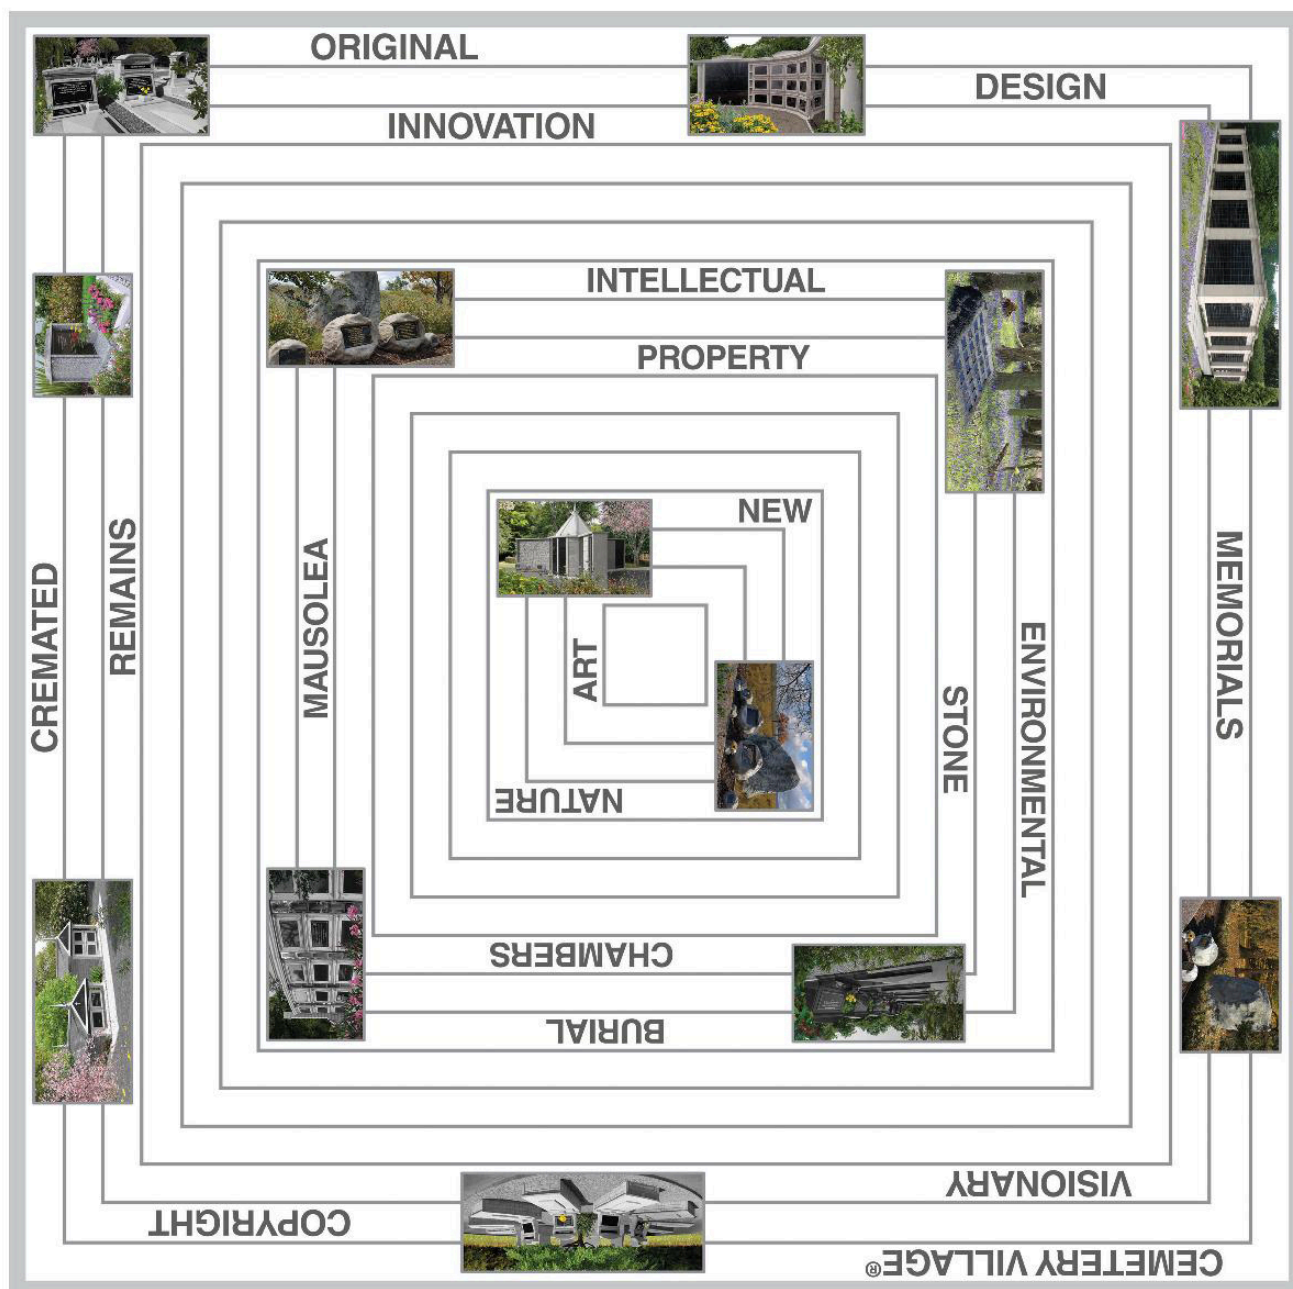 ORIGINAL
DESIGN
INNOVATION
MEMORIALS
CEMETERY VILLAGE®
VISIONARY
COPYRIGHT
CREMATED
REMAINS
INTELLECTUAL
PROPERTY
ENVIRONMENTAL
STONE
BURIAL
CHAMBERS
MAUSOLEA
NEW
NATURE
ART